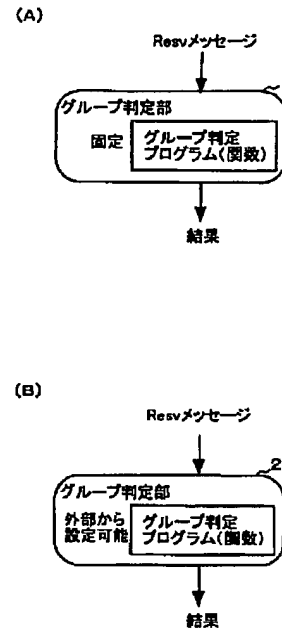 (A)
Resvメッセージ
グループ判定部
固定
グループ判定
プログラム(関数)
結果
(B)
Resvメッセージ
2
グループ判定部
外部から
設定可能
グループ判定
プログラム(関数)
結果